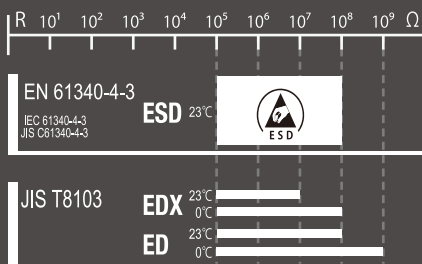 R 10¹ 10² 10³ 10⁴ 10⁵ 10⁶ 10⁷ 10⁸ 10⁹ Ω
EN 61340-4-3
IEC 61340-4-3
JIS C61340-4-3
ESD 23℃
ESD
JIS T8103
EDX 23℃
0℃
ED 23℃
0℃